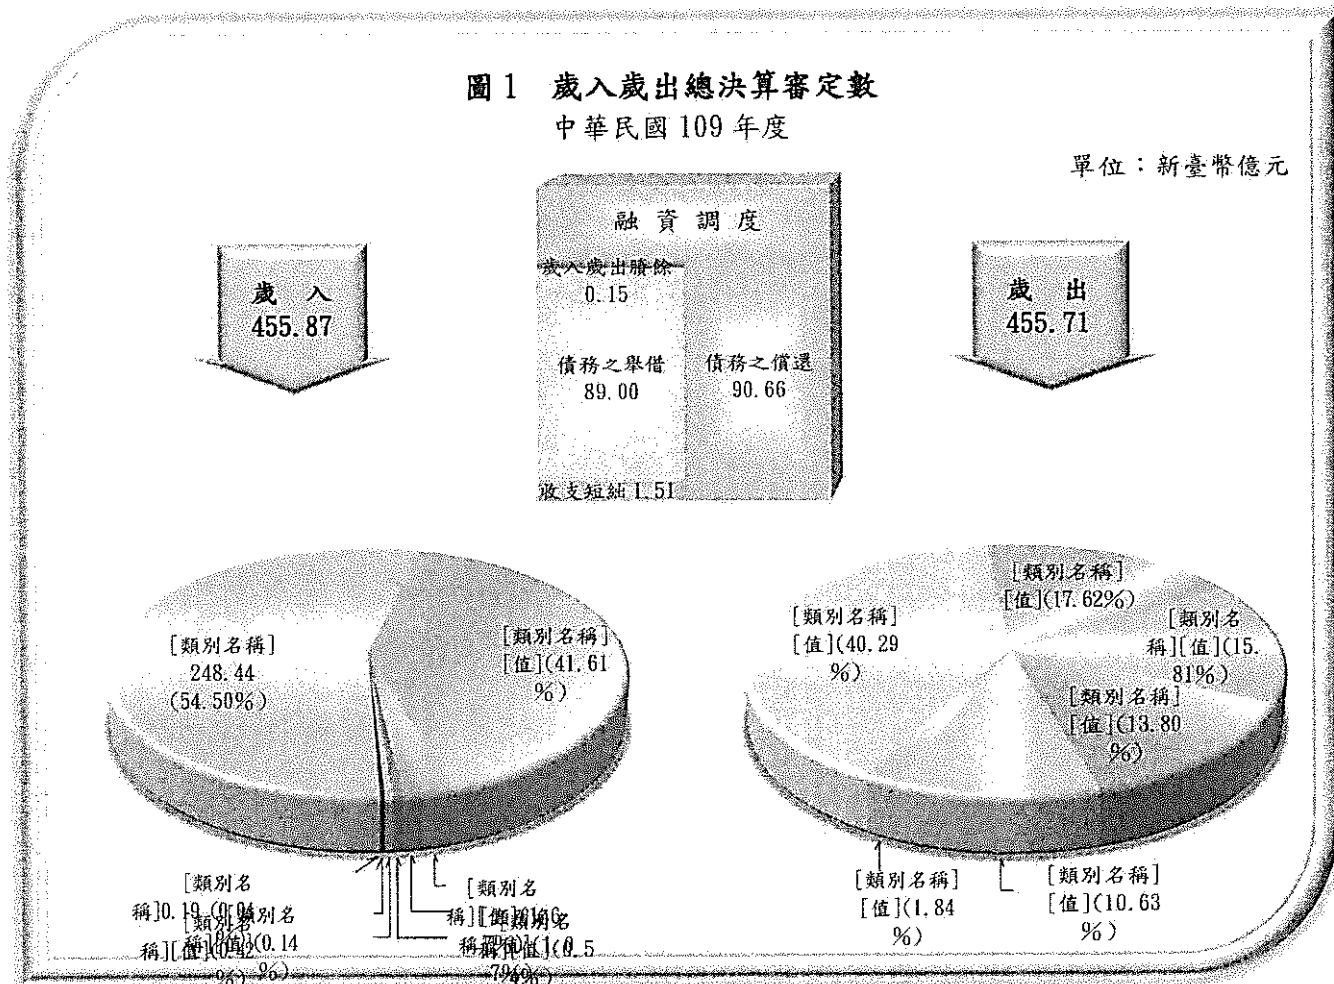 圖1 歲入歲出總決算審定數
中華民國 109 年度
單位：新臺幣億元
融資調度
歲入
455.87
歲入歲出賸餘
0.15
債務之舉借
89.00
債務之償還
90.66
收支短絀 1.51
歲出
455.71
[類別名稱]
248.44
(54.50%)
[類別名稱]
[值](41.61
%)
[類別名稱]
[值](40.29
%)
[類別名稱]
[值](17.62%)
[類別名
稱][值](15.
81%)
[類別名稱]
[值](13.80
%)
[類別名
稱]0.19
[類別名
[類別名稱]
[值](1.84
%)
[類別名稱]
[值](10.63
%)